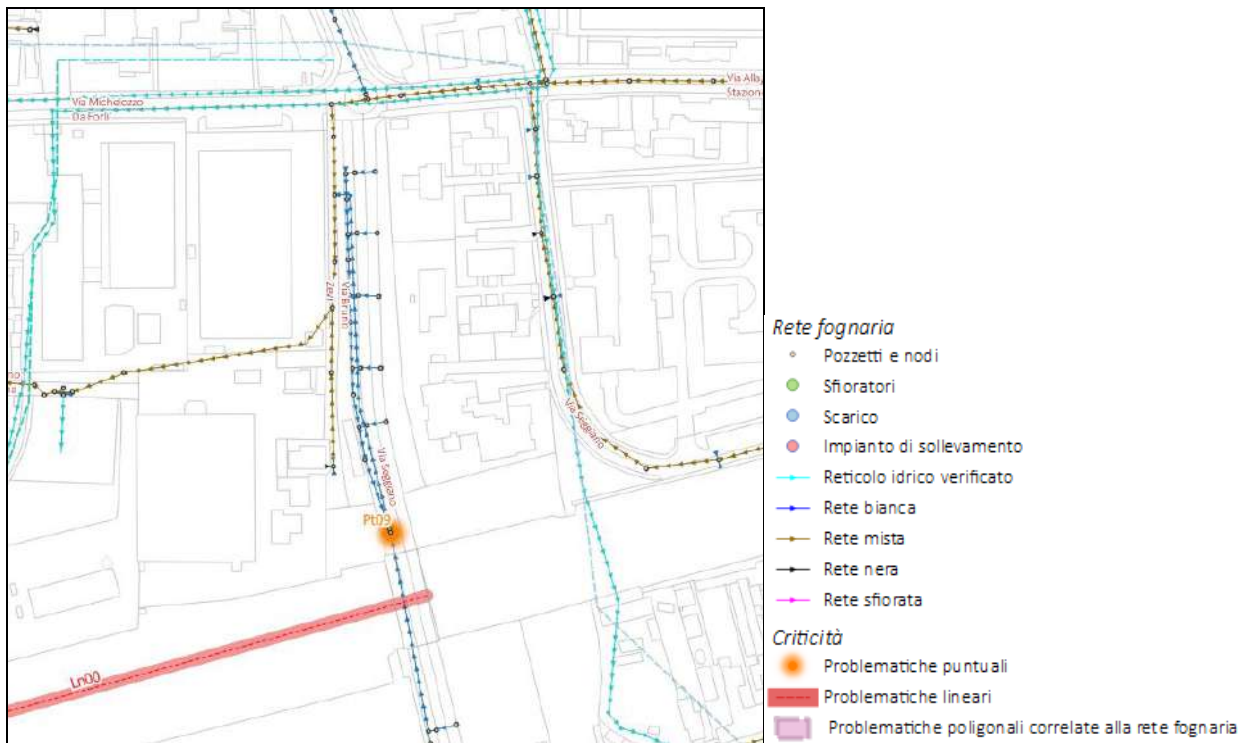 Via Michelozzo
Da Forlì
Via Alla
Stazion
Via Bruno
Zevi
Via Seggiano
Via Seggiano
Pt09
Ln00
Rete fognaria
Pozzetti e nodi
Sfioratori
Scarico
Impianto di sollevamento
Reticolo idrico verificato
Rete bianca
Rete mista
Rete nera
Rete sfiorata
Criticità
Problematiche puntuali
Problematiche lineari
Problematiche poligonali correlate alla rete fognaria